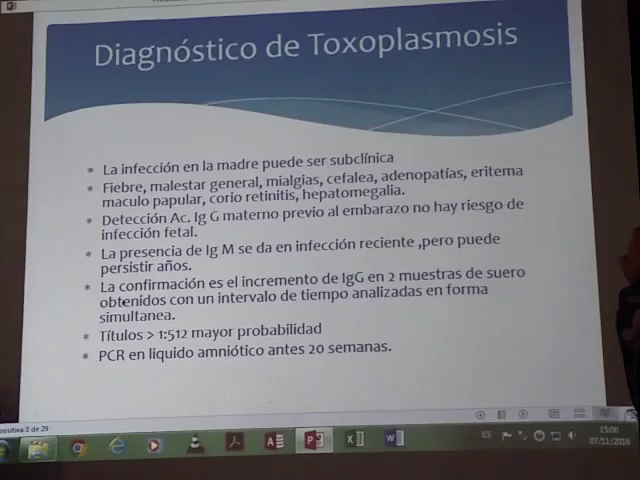 Diagnóstico de Toxoplasmosis
* La infección en la madre puede ser subclínica
* Fiebre, malestar general, mialgias, cefalea, adenopatías, eritema
maculo papular, corio retinitis, hepatomegalia.
* Detección Ac. Ig G materno previo al embarazo no hay riesgo de
infección fetal.
* La presencia de Ig M se da en infección reciente ,pero puede
persistir años.
* La confirmación es el incremento de IgG en 2 muestras de suero
obtenidos con un intervalo de tiempo analizadas en forma
simultanea.
* Títulos > 1:512 mayor probabilidad
* PCR en liquido amniótico antes 20 semanas.
3 de 29
ES
15:00
07/11/2016